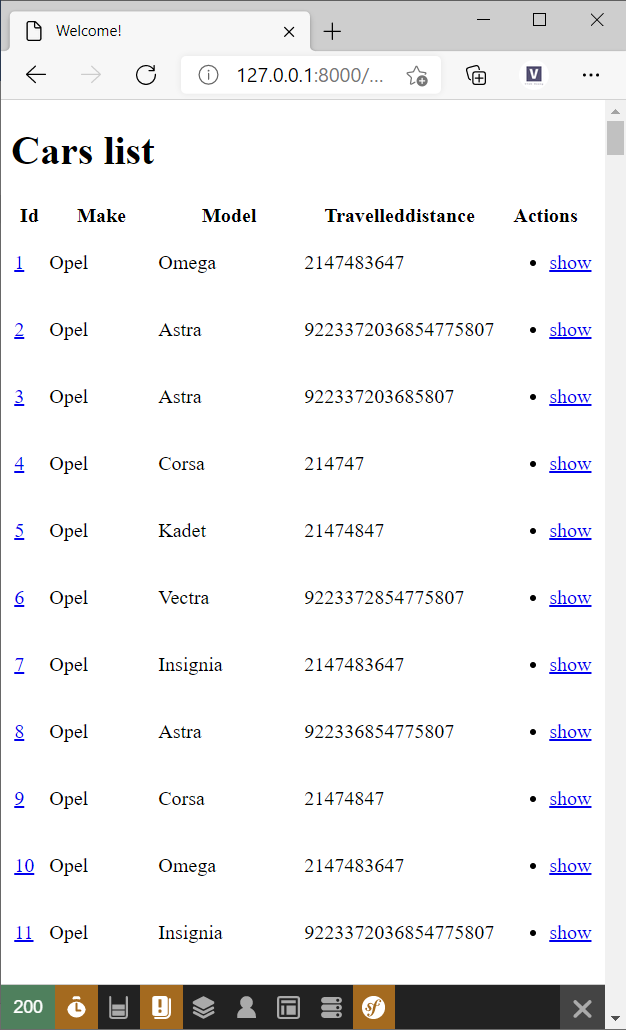 Welcome!
127.0.0.1:8000/...
V
Cars list
Id Make Model Travelleddistance Actions
1 Opel Omega 2147483647 • show
2 Opel Astra 9223372036854775807 • show
3 Opel Astra 922337203685807 • show
4 Opel Corsa 214747 • show
5 Opel Kadet 21474847 • show
6 Opel Vectra 9223372854775807 • show
7 Opel Insignia 2147483647 • show
8 Opel Astra 922336854775807 • show
9 Opel Corsa 21474847 • show
10 Opel Omega 2147483647 • show
11 Opel Insignia 9223372036854775807 • show
200 sf